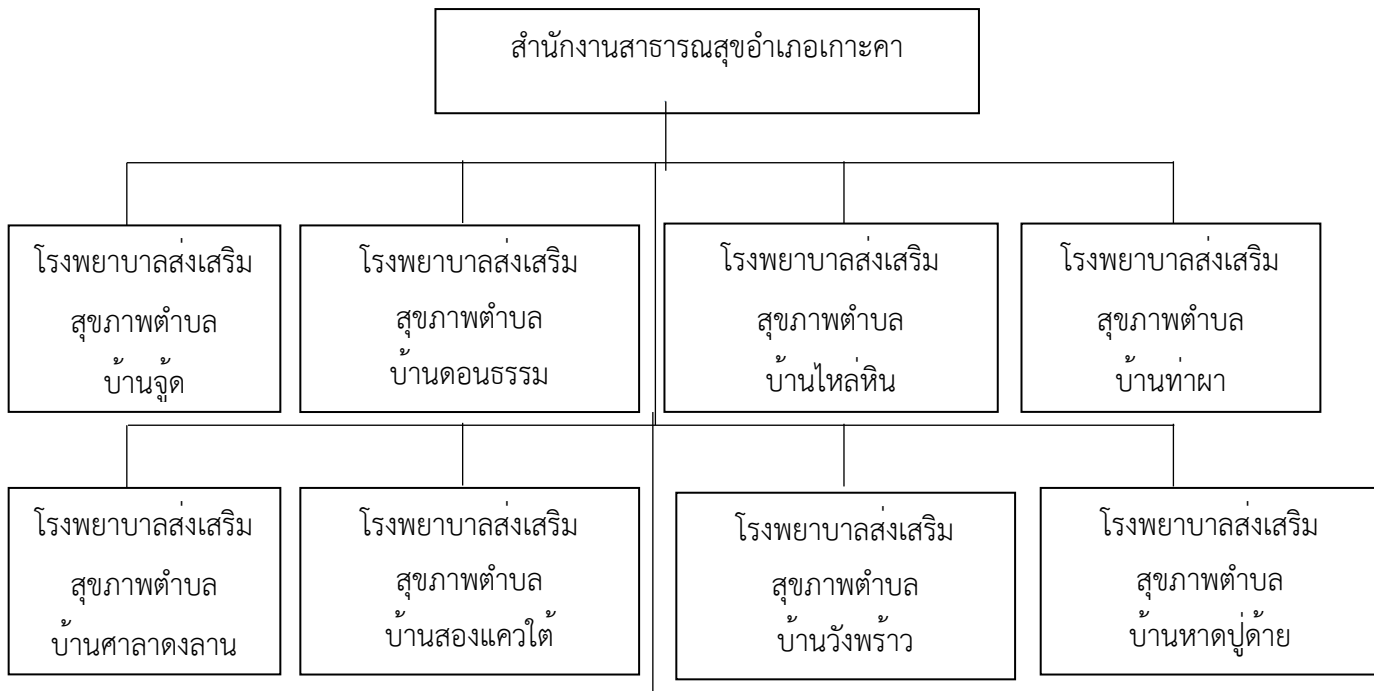 สำนักงานสาธารณสุขอำเภอเกาะคา
โรงพยาบาลส่งเสริม
สุขภาพตำบล
บ้านจู้ด
โรงพยาบาลส่งเสริม
สุขภาพตำบล
บ้านดอนธรรม
โรงพยาบาลส่งเสริม
สุขภาพตำบล
บ้านไหล่หิน
โรงพยาบาลส่งเสริม
สุขภาพตำบล
บ้านท่าผา
โรงพยาบาลส่งเสริม
สุขภาพตำบล
บ้านศาลาดงลาน
โรงพยาบาลส่งเสริม
สุขภาพตำบล
บ้านสองแควใต้
โรงพยาบาลส่งเสริม
สุขภาพตำบล
บ้านวังพร้าว
โรงพยาบาลส่งเสริม
สุขภาพตำบล
บ้านหาดปู่ด้าย